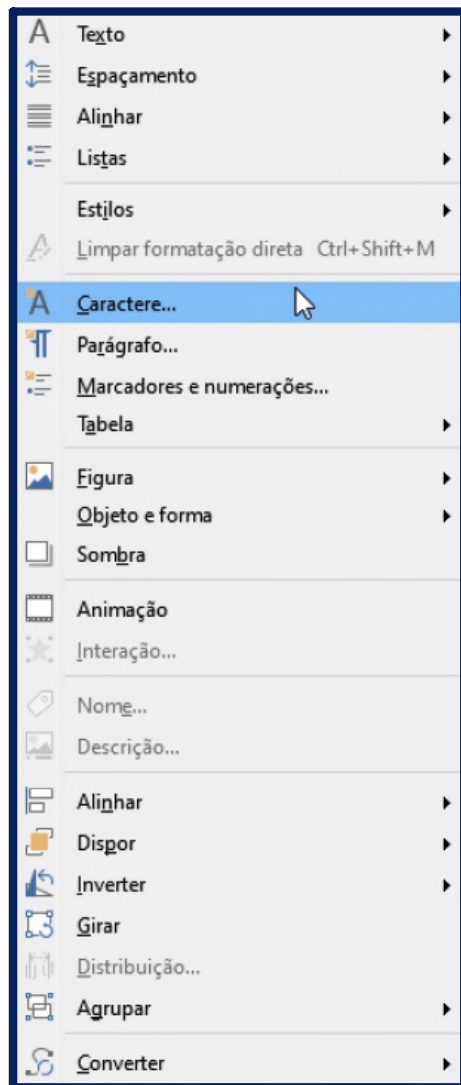 Texto
Espaçamento
Alinhar
Listas
Estilos
Limpar formatação direta Ctrl+Shift+M
Caractere...
Parágrafo...
Marcadores e numerações...
Tabela
Figura
Objeto e forma
Sombra
Animação
Interação...
Nome...
Descrição...
Alinhar
Dispor
Inverter
Girar
Distribuição...
Agrupar
Converter